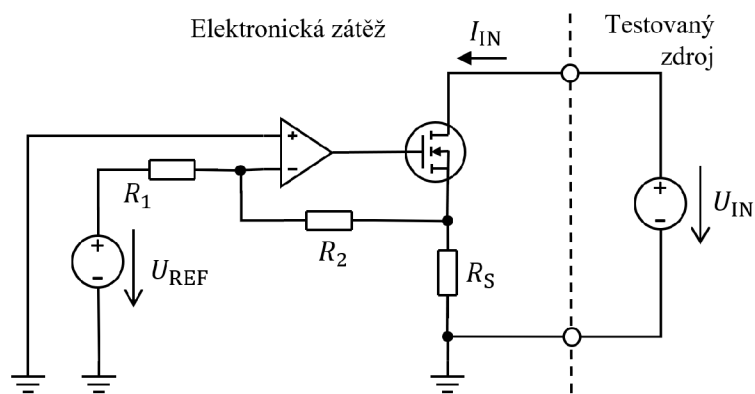 Elektronická zátěž
Testovaný
zdroj
I_IN
+
−
R_1
R_2
+
−
U_REF
R_S
+
−
U_IN